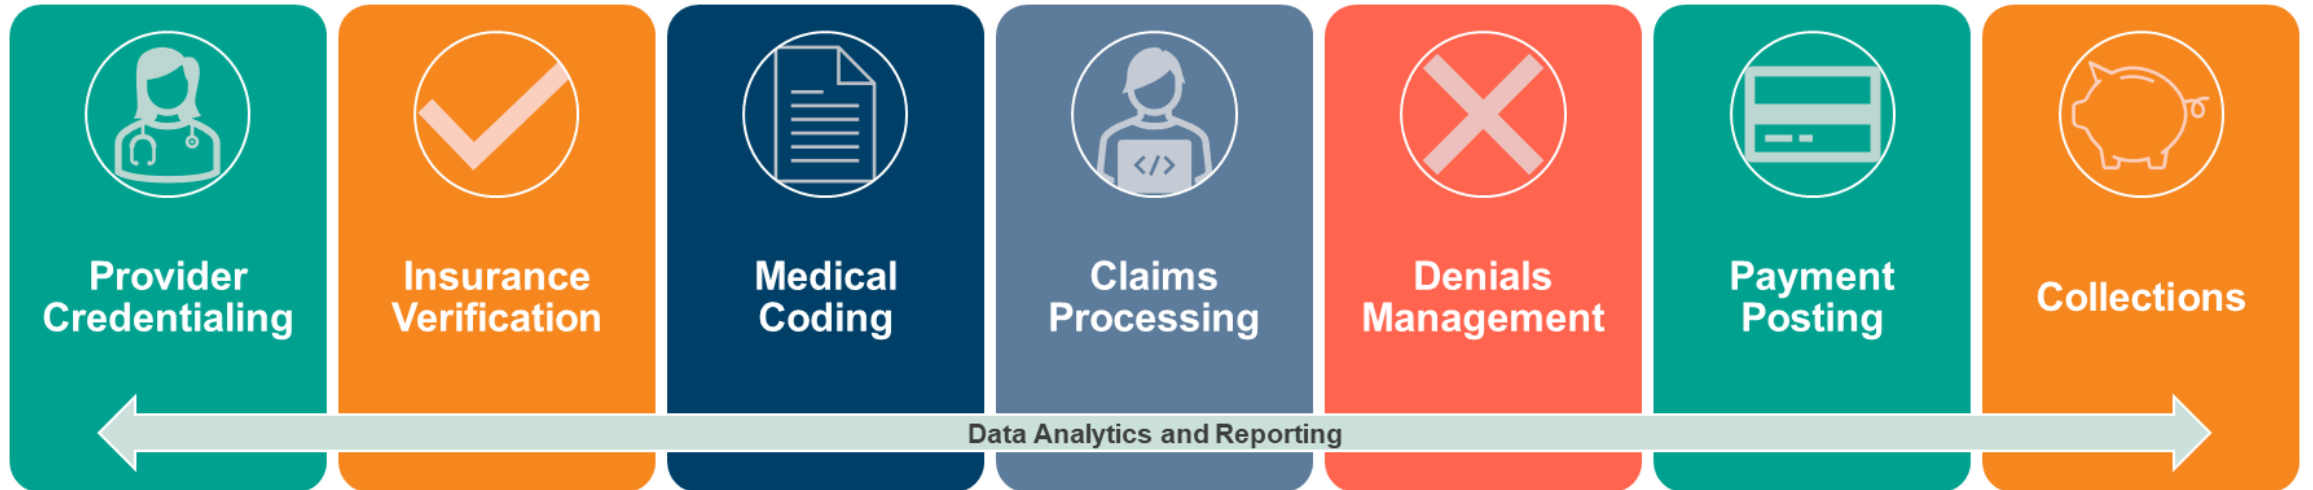 Provider
Credentialing
Insurance
Verification
Medical
Coding
</>
Claims
Processing
Denials
Management
Payment
Posting
Collections
Data Analytics and Reporting